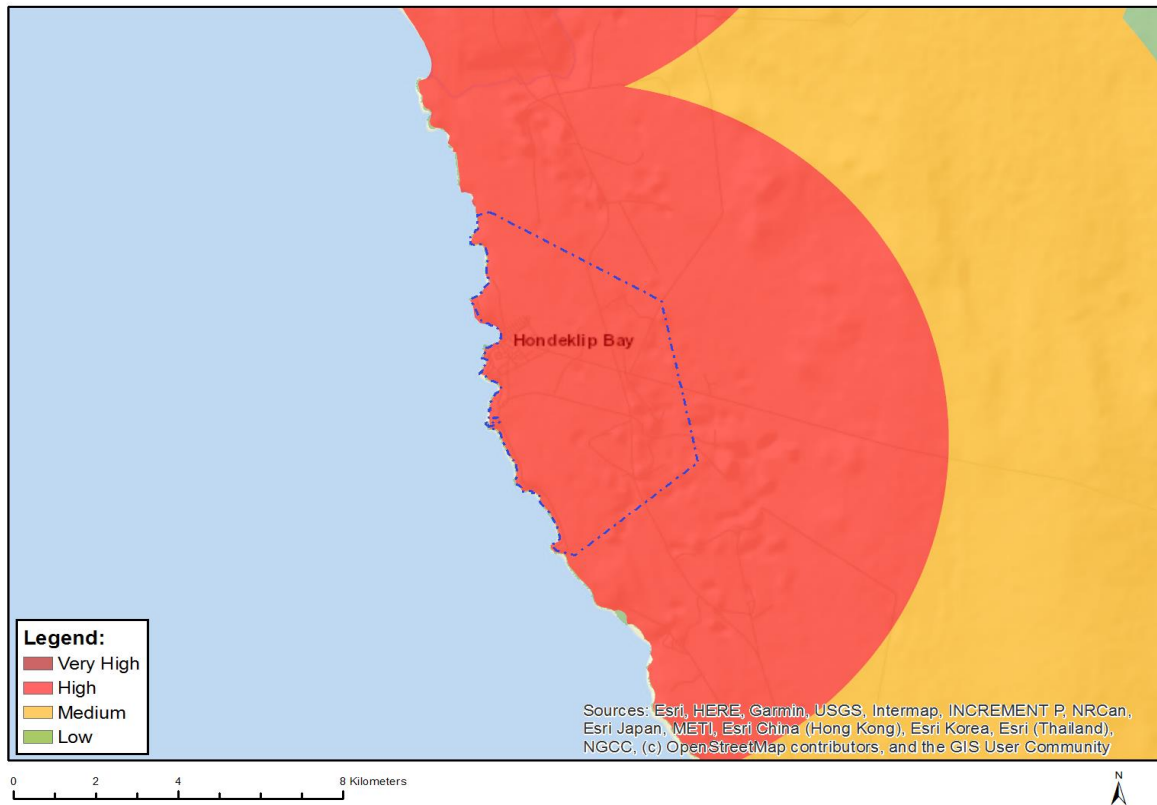 Hondeklip Bay
Legend:
Very High
High
Medium
Low
Sources: Esri, HERE, Garmin, USGS, Intermap, INCREMENT P, NRCan,
Esri Japan, METI, Esri China (Hong Kong), Esri Korea, Esri (Thailand),
NGCC, (c) OpenStreetMap contributors, and the GIS User Community
0 2 4 8 Kilometers
N